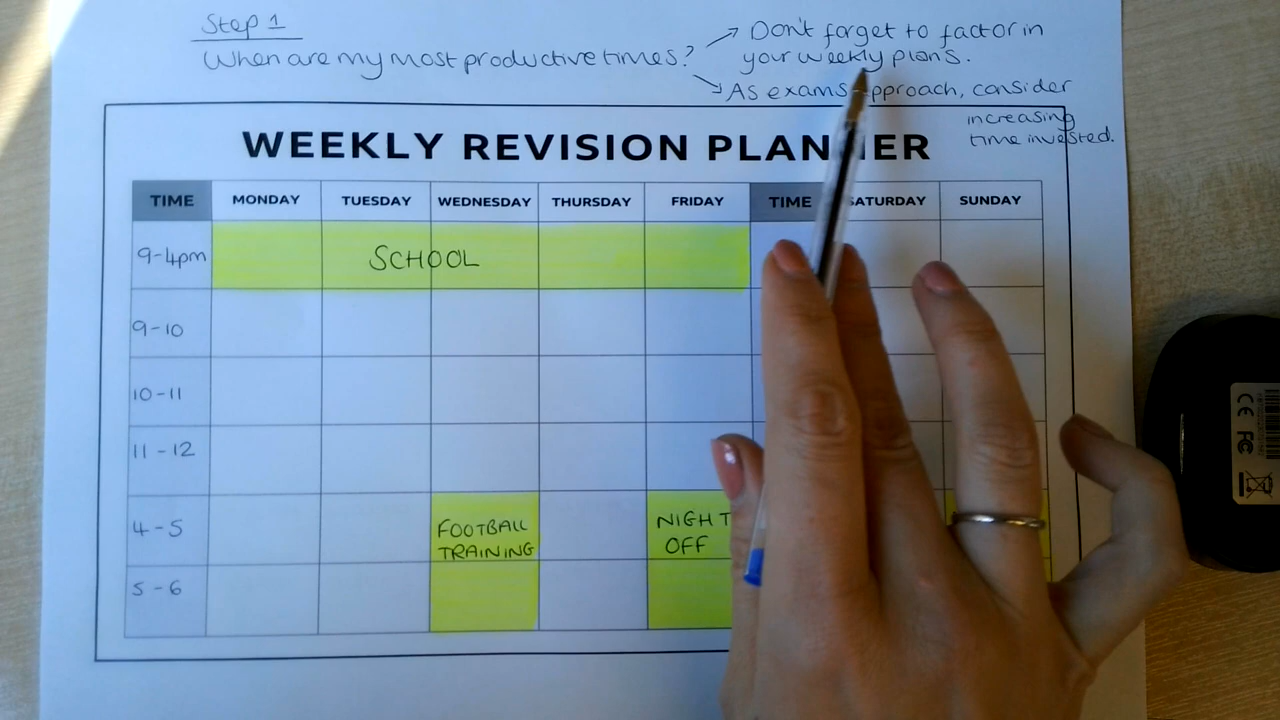 Step 1
When are my most productive times?
Don't forget to factor in
your weekly plans.
As exams approach, consider
increasing
time invested.
WEEKLY REVISION PLANNER
TIME MONDAY TUESDAY WEDNESDAY THURSDAY FRIDAY TIME SATURDAY SUNDAY
9-4pm SCHOOL
9-10
10-11
11-12
4-5 FOOTBALL TRAINING NIGHT OFF
5-6
CE FC